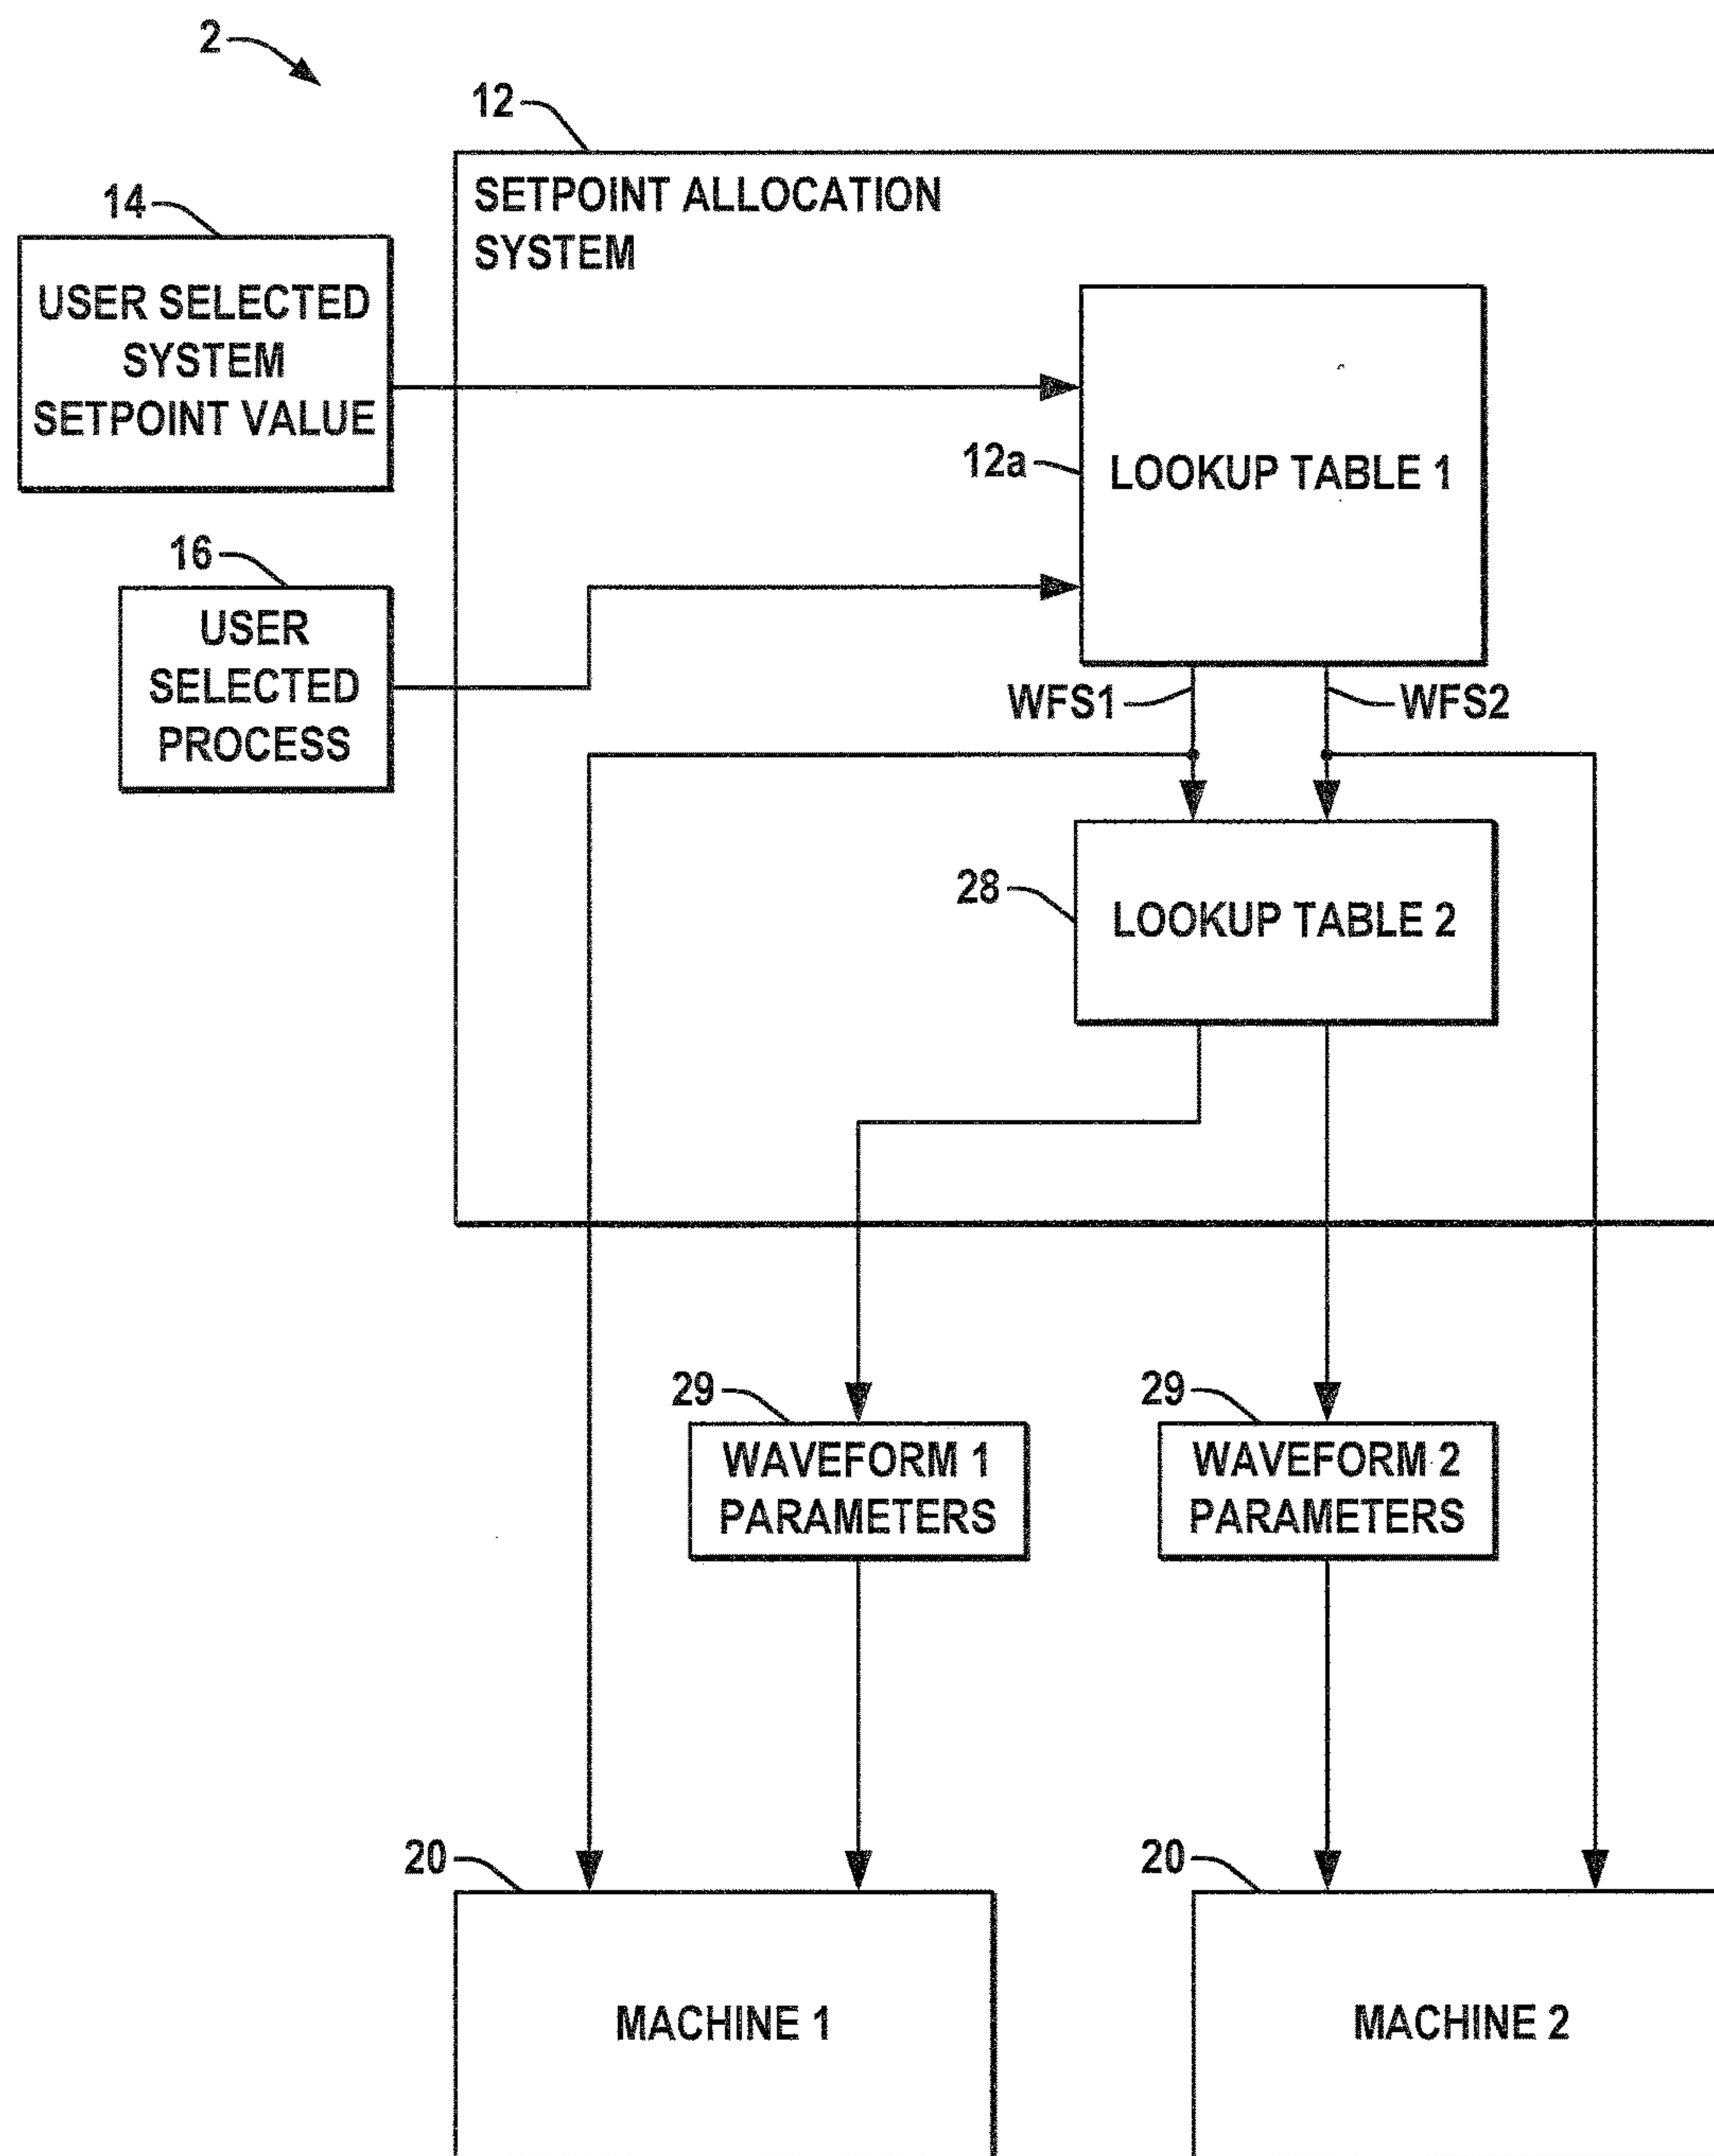 2
12
SETPOINT ALLOCATION
SYSTEM
14
USER SELECTED
SYSTEM
SETPOINT VALUE
12a
LOOKUP TABLE 1
16
USER
SELECTED
PROCESS
WFS1
WFS2
28
LOOKUP TABLE 2
29
WAVEFORM 1
PARAMETERS
29
WAVEFORM 2
PARAMETERS
20
MACHINE 1
20
MACHINE 2